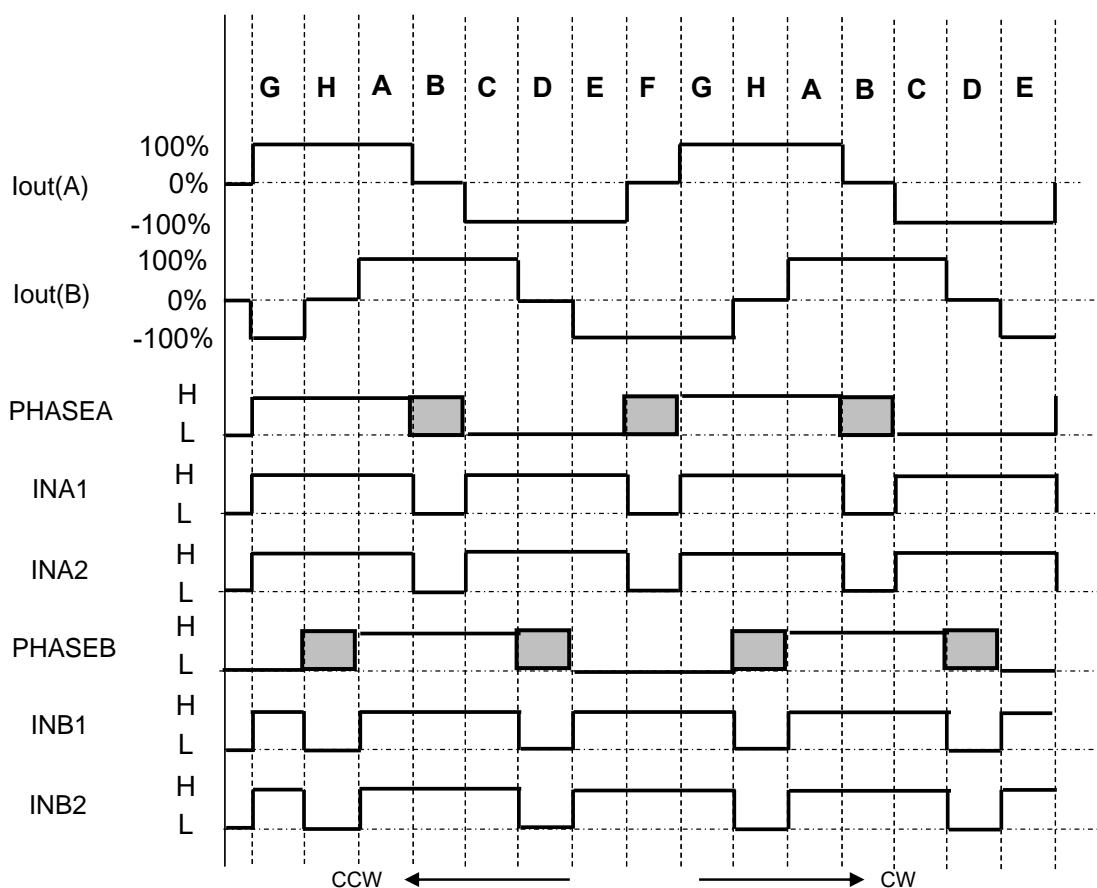 G H A B C D E F G H A B C D E
100%
Iout(A) 0%
-100%
100%
Iout(B) 0%
-100%
H
PHASEA
L
H
INA1
L
H
INA2
L
H
PHASEB
L
H
INB1
L
H
INB2
L
CCW CW